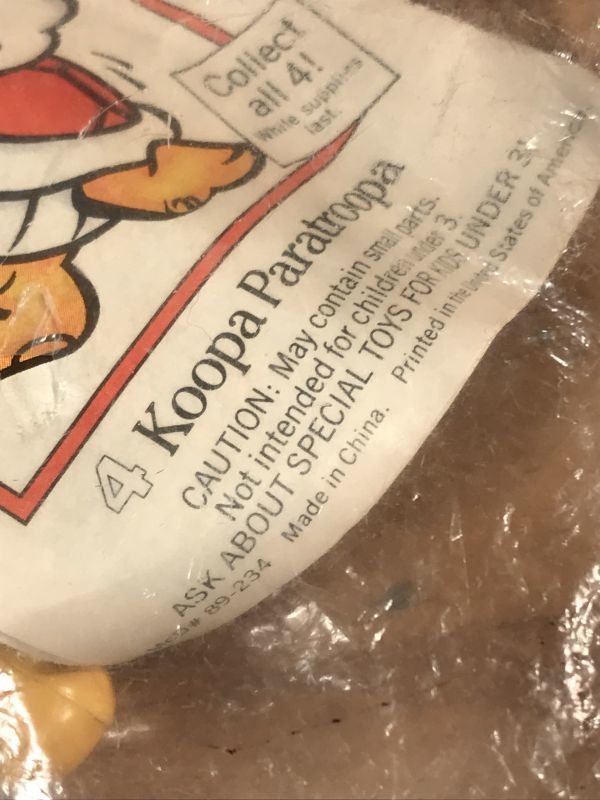 Collect
all 4!
While supplies
last
4 Koopa Paratroopa
CAUTION: May contain small parts.
Not intended for children under 3.
ASK ABOUT SPECIAL TOYS FOR KIDS UNDER 3!
89-234 Made in China. Printed in the United States of America